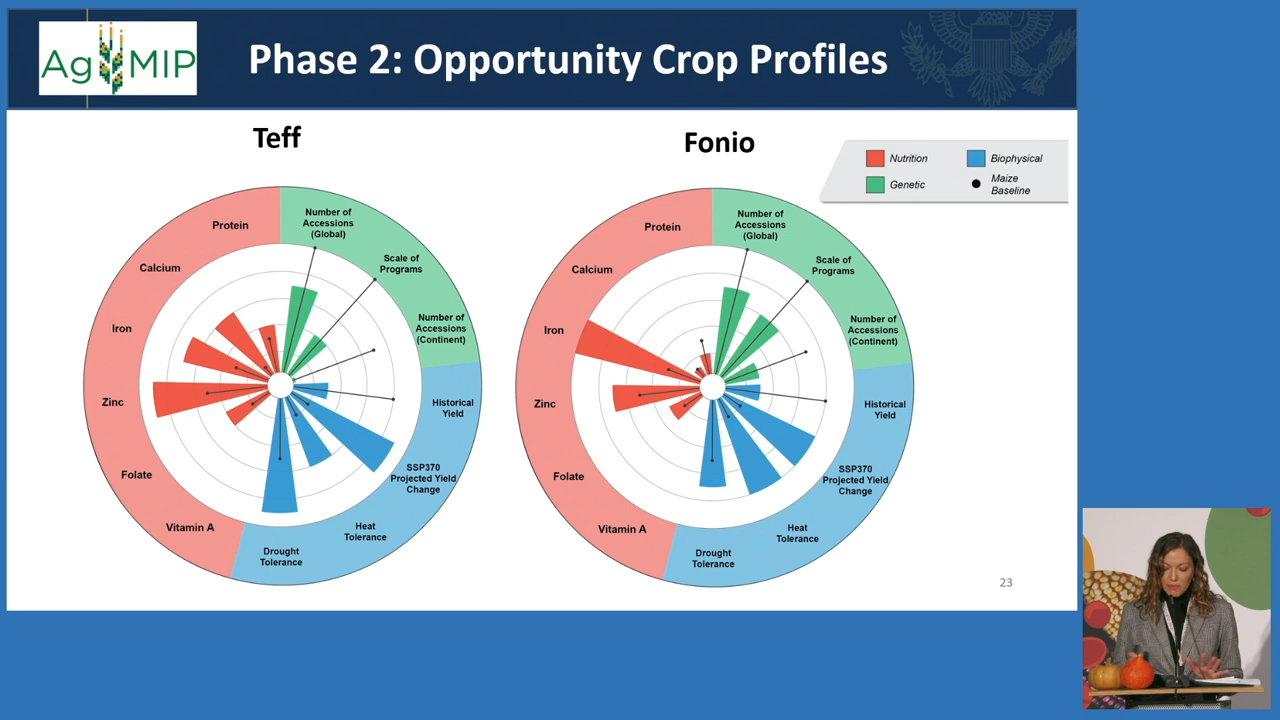 AgMIP
Phase 2: Opportunity Crop Profiles
Teff
Fonio
Nutrition
Biophysical
Genetic
Maize
Baseline
Protein
Number of
Accessions
(Global)
Calcium
Scale of
Programs
Iron
Number of
Accessions
(Continent)
Zinc
Historical
Yield
Folate
SSP370
Projected Yield
Change
Vitamin A
Heat
Tolerance
Drought
Tolerance
Protein
Number of
Accessions
(Global)
Calcium
Scale of
Programs
Iron
Number of
Accessions
(Continent)
Zinc
Historical
Yield
Folate
SSP370
Projected Yield
Change
Vitamin A
Heat
Tolerance
Drought
Tolerance
23